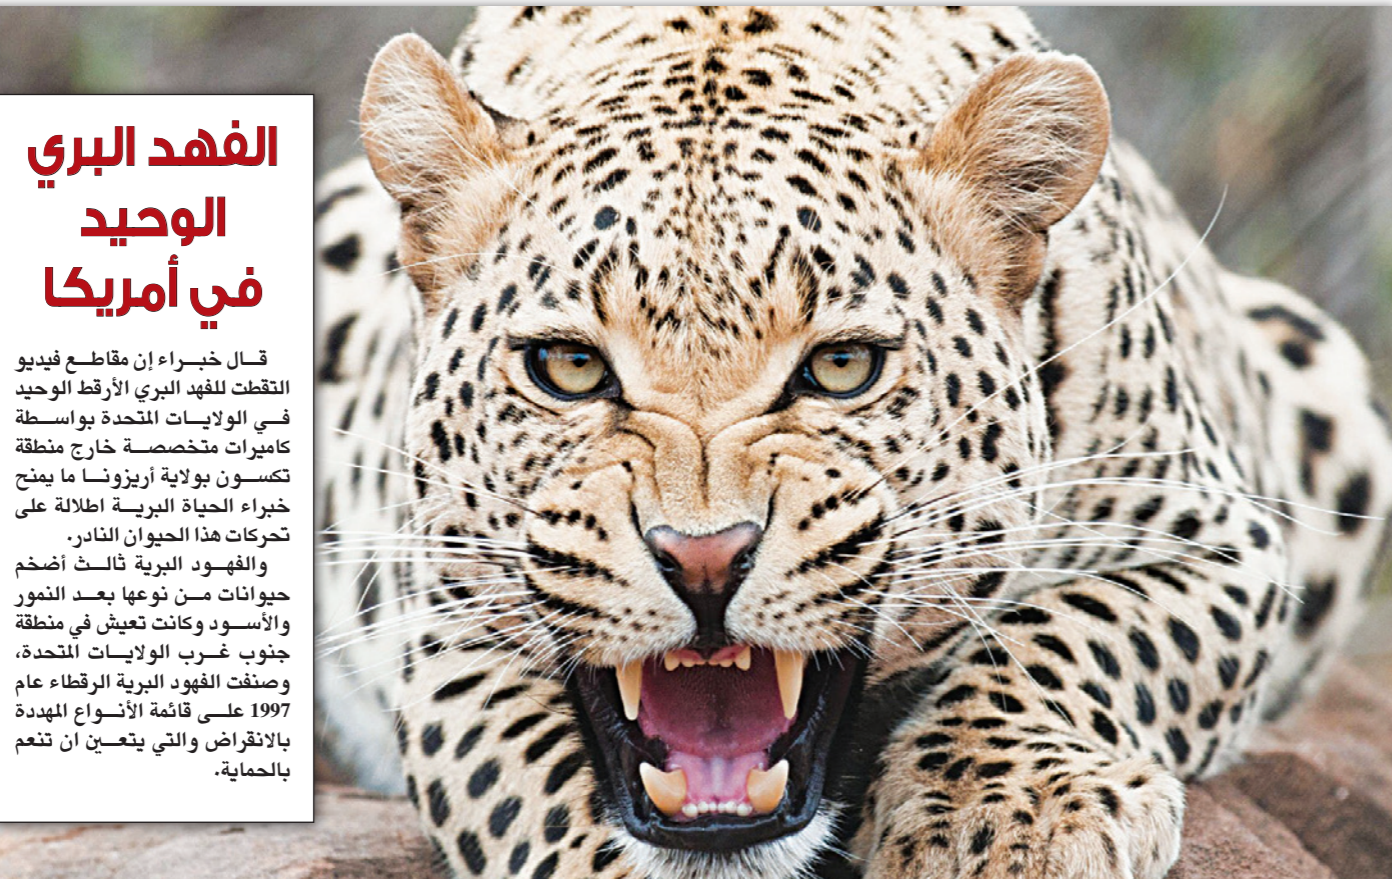 الفهد البري
الوحيد
في أمريكا
قال خبراء إن مقاطع فيديو
التقطت للفهد البري الأرقط الوحيد
في الولايات المتحدة بواسطة
كاميرات متخصصة خارج منطقة
تكسون بولاية أريزونا ما يمنح
خبراء الحياة البرية اطلالة على
تحركات هذا الحيوان النادر.
والفهود البرية ثالث أضخم
حيوانات من نوعها بعد النمور
والأسود وكانت تعيش في منطقة
جنوب غرب الولايات المتحدة،
وصنفت الفهود البرية الرقطاء عام
1997 على قائمة الأنواع المهددة
بالانقراض والتي يتعين ان تنعم
بالحماية.